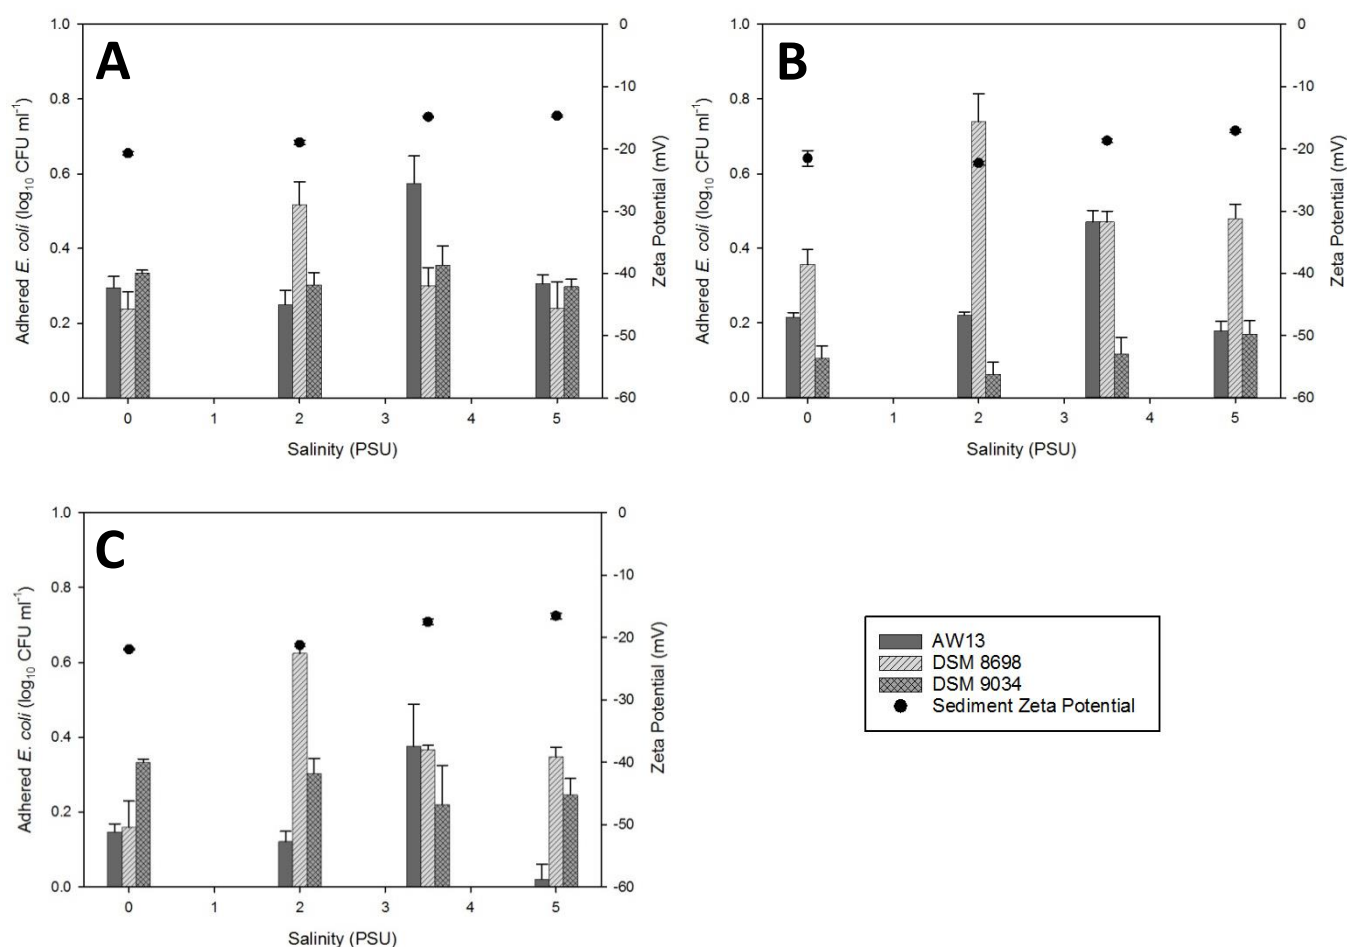 A
1.0
0.8
0.6
0.4
0.2
0.0
Adhered E. coli (log10 CFU ml-1)
0
-10
-20
-30
-40
-50
-60
Zeta Potential (mV)
0 1 2 3 4 5
Salinity (PSU)
B
1.0
0.8
0.6
0.4
0.2
0.0
Adhered E. coli (log10 CFU ml-1)
0
-10
-20
-30
-40
-50
-60
Zeta Potential (mV)
0 1 2 3 4 5
Salinity (PSU)
C
1.0
0.8
0.6
0.4
0.2
0.0
Adhered E. coli (log10 CFU ml-1)
0
-10
-20
-30
-40
-50
-60
Zeta Potential (mV)
0 1 2 3 4 5
Salinity (PSU)
AW13
DSM 8698
DSM 9034
Sediment Zeta Potential